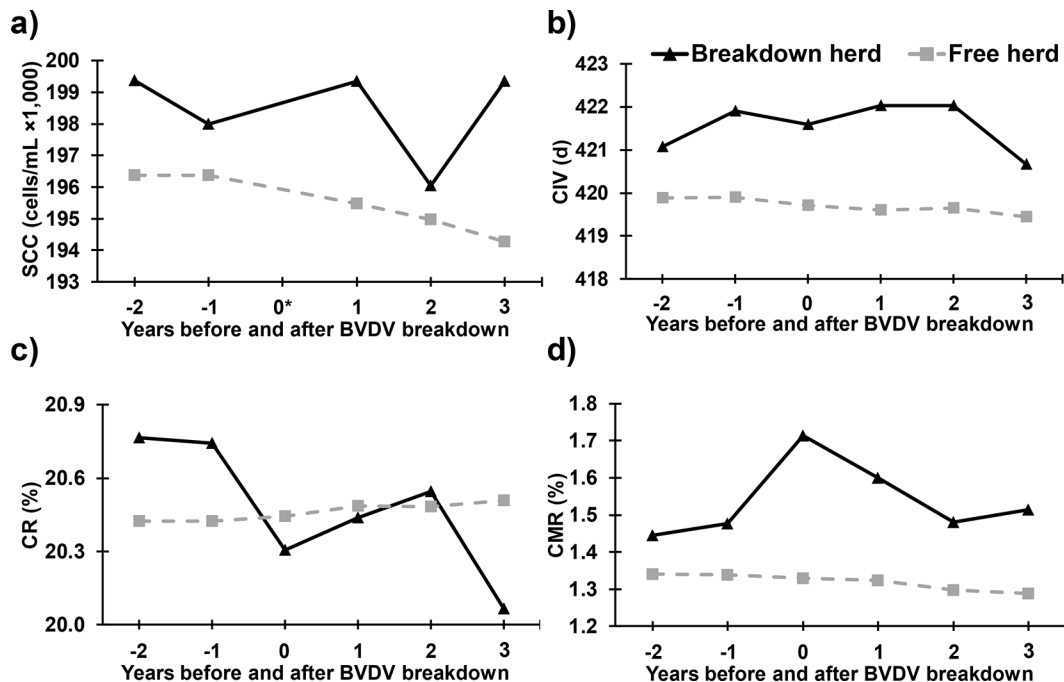 a)
200
199
198
196
196
195
194
193
SCC (cells/mL ×1,000)
-2 -1 0* 1 2 3
Years before and after BVDV breakdown
b)
Breakdown herd Free herd
423
422
421
420
419
418
CIV (d)
-2 -1 0 1 2 3
Years before and after BVDV breakdown
c)
20.9
20.6
20.3
20.0
CR (%)
-2 -1 0 1 2 3
Years before and after BVDV breakdown
d)
1.8
1.7
1.6
1.5
1.4
1.3
1.2
CMR (%)
-2 -1 0 1 2 3
Years before and after BVDV breakdown